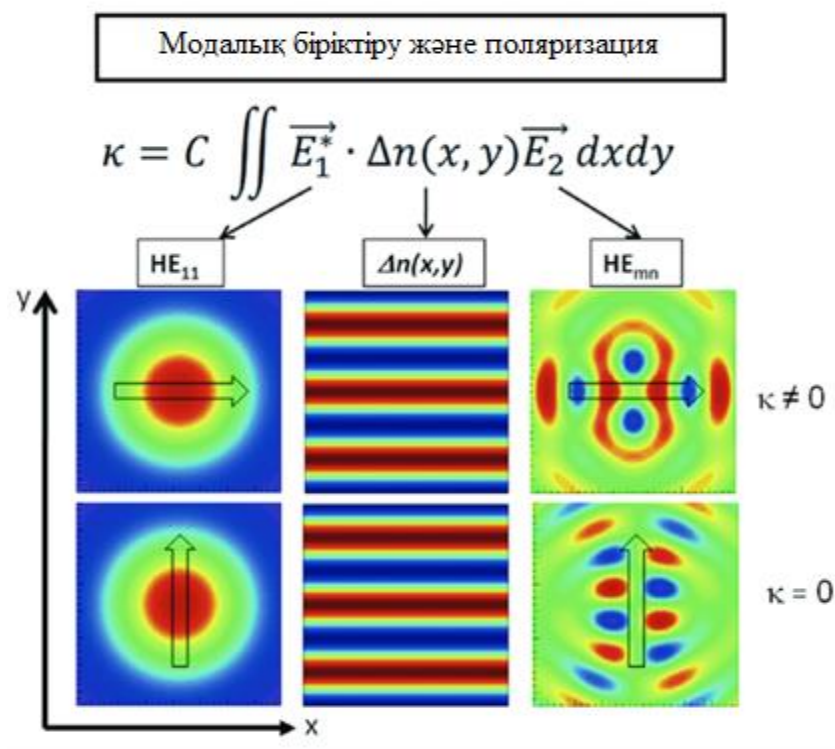 Модалық біріктіру және поляризация
κ = C ∬ E₁* · Δn(x, y)E₂ dxdy
HE₁₁
Δn(x,y)
HEₘₙ
y
κ ≠ 0
κ = 0
x